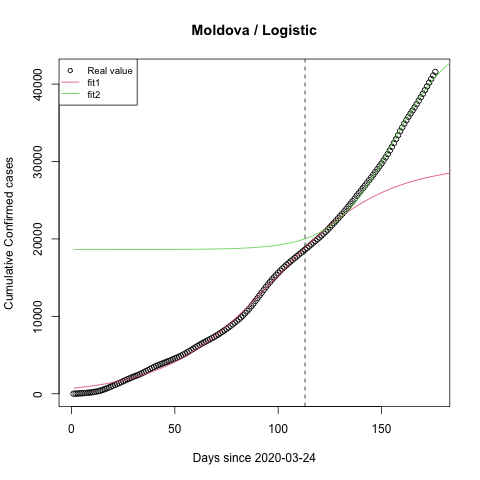 Moldova / Logistic
Real value
fit1
fit2
Cumulative Confirmed cases
40000
30000
20000
10000
0
0 50 100 150
Days since 2020-03-24